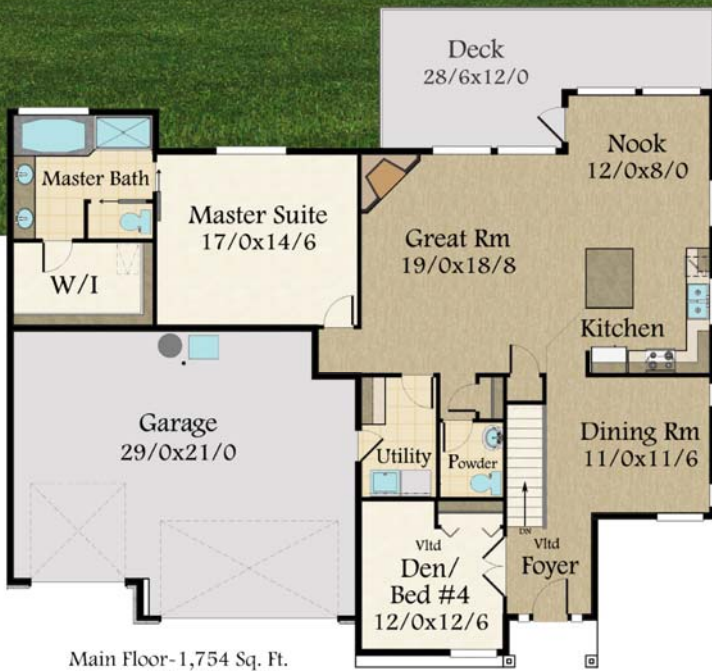 Deck
28/6x12/0
Nook
12/0x8/0
Master Bath
Master Suite
17/0x14/6
Great Rm
19/0x18/8
W/I
Kitchen
Garage
29/0x21/0
Utility
Powder
Dining Rm
11/0x11/6
DN
Vltd
Foyer
Vltd
Den/
Bed #4
12/0x12/6
Main Floor-1,754 Sq. Ft.